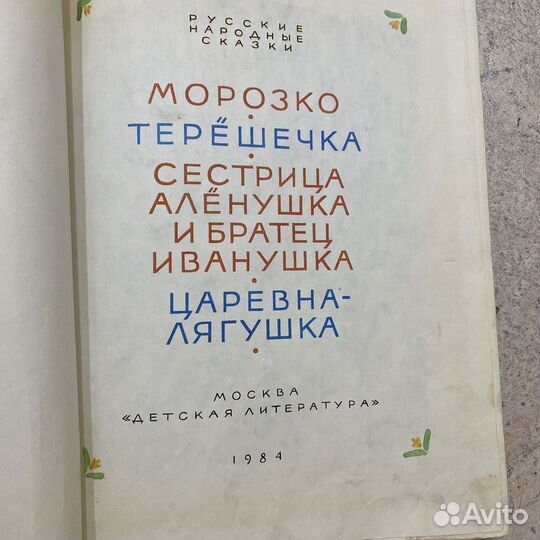 РУССКИЕ
НАРОДНЫЕ
СКАЗКИ
МОРОЗКО
ТЕРЁШЕЧКА
СЕСТРИЦА
АЛЁНУШКА
И БРАТЕЦ
ИВАНУШКА
ЦАРЕВНА-
ЛЯГУШКА
МОСКВА
«ДЕТСКАЯ ЛИТЕРАТУРА»
1984
Avito